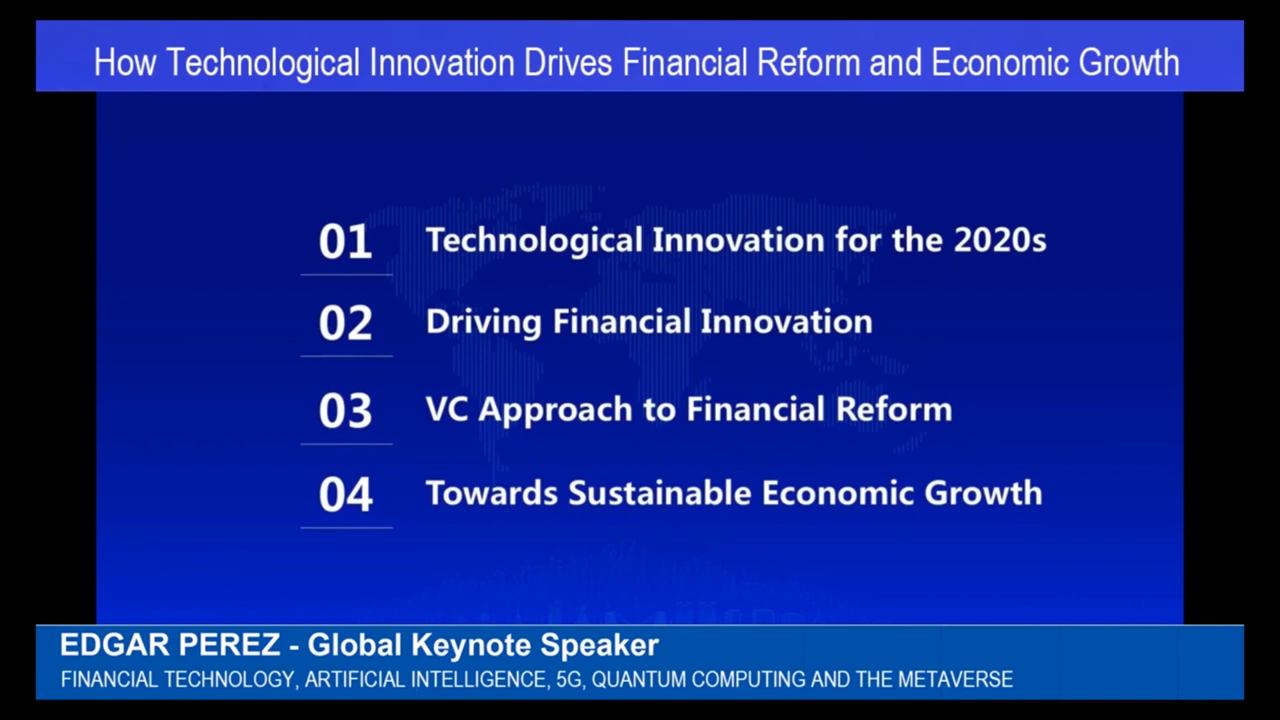 How Technological Innovation Drives Financial Reform and Economic Growth
01 Technological Innovation for the 2020s
02 Driving Financial Innovation
03 VC Approach to Financial Reform
04 Towards Sustainable Economic Growth
EDGAR PEREZ - Global Keynote Speaker
FINANCIAL TECHNOLOGY, ARTIFICIAL INTELLIGENCE, 5G, QUANTUM COMPUTING AND THE METAVERSE